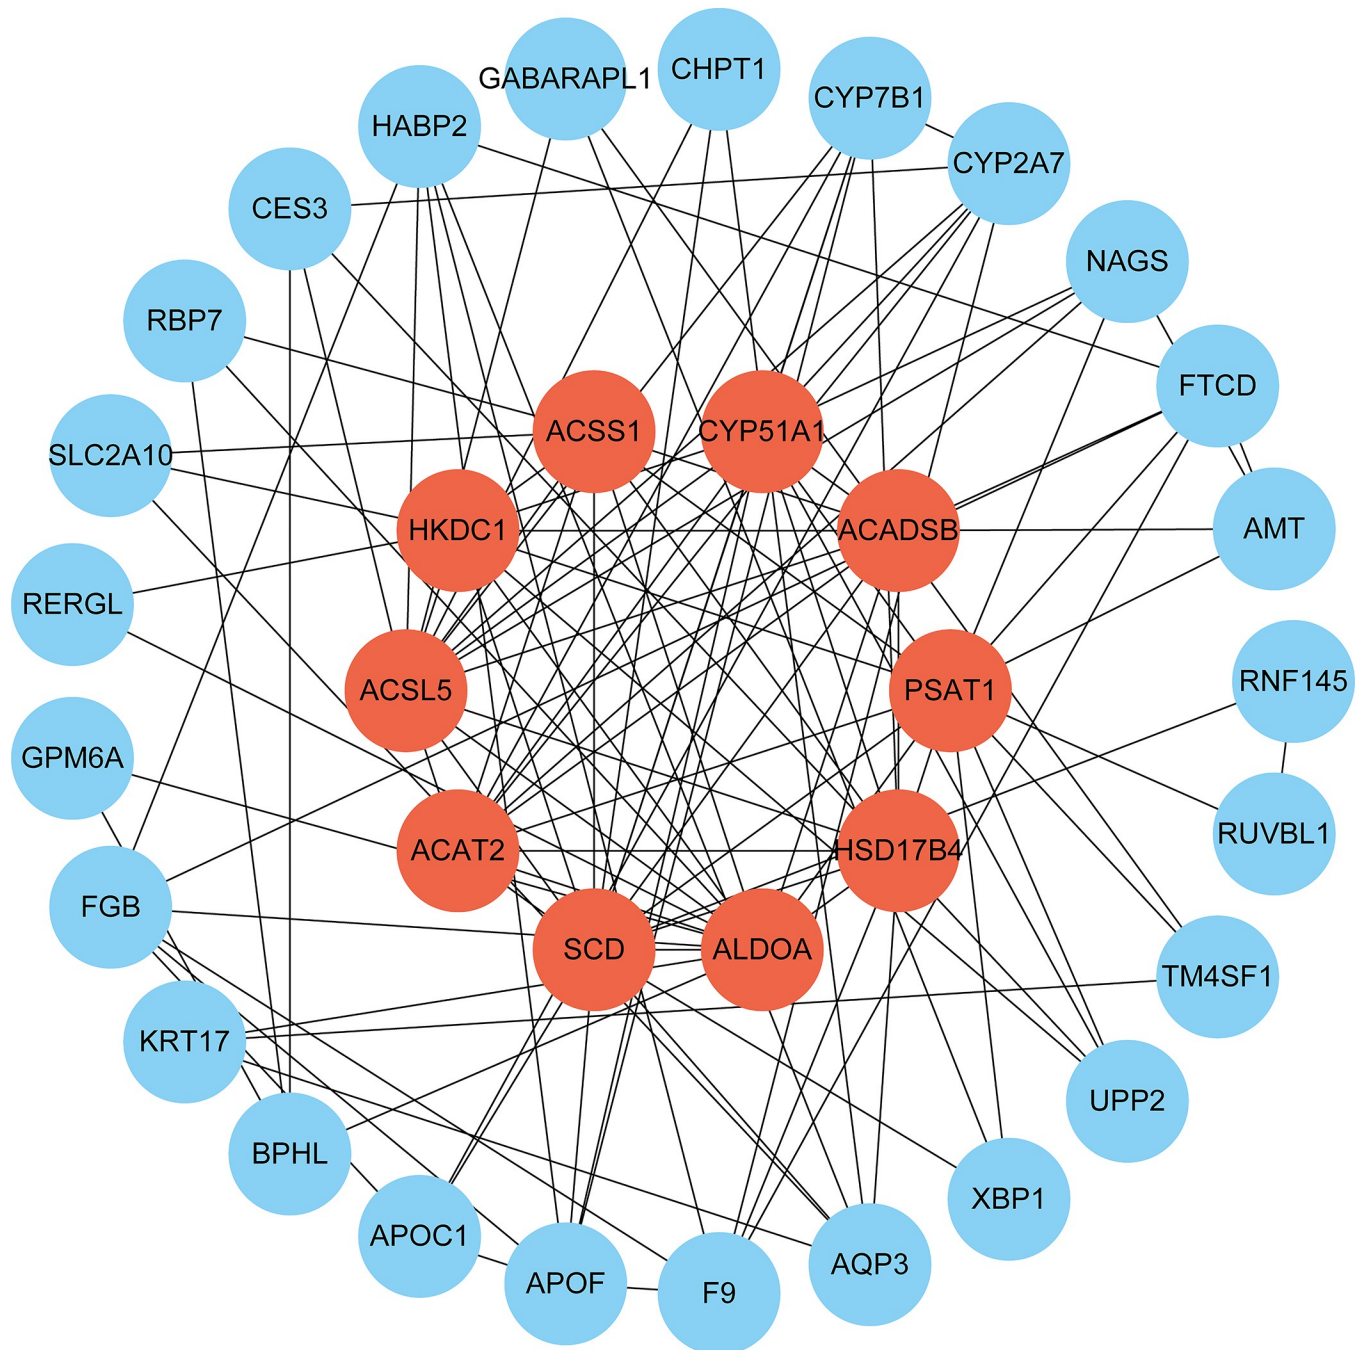 CHPT1
GABARAPL1
CYP7B1
HABP2
CYP2A7
CES3
NAGS
RBP7
FTCD
ACSS1
CYP51A1
SLC2A10
HKDC1
ACADSB
AMT
RERGL
ACSL5
PSAT1
RNF145
GPM6A
ACAT2
HSD17B4
RUVBL1
FGB
SCD
ALDOA
TM4SF1
KRT17
UPP2
BPHL
XBP1
APOC1
AQP3
APOF
F9